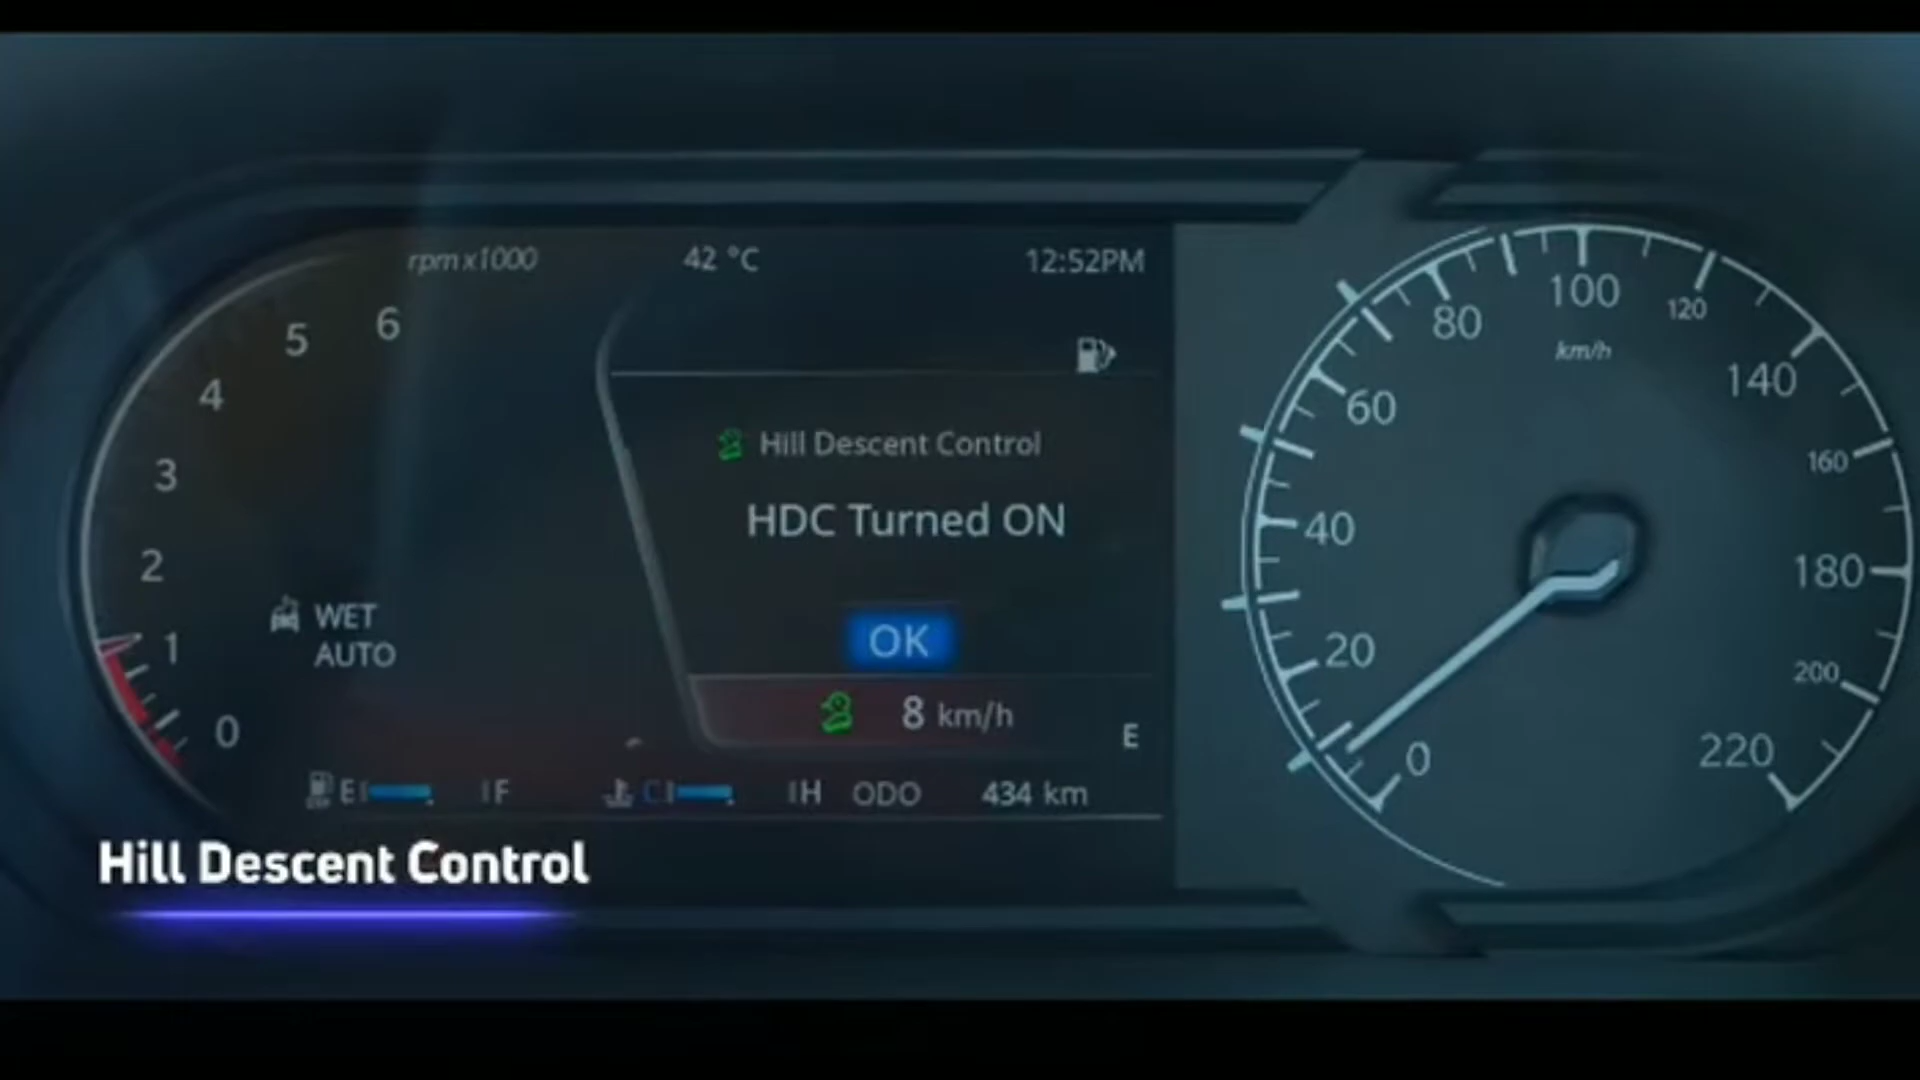 rpmx1000
42 °C
12:52PM
6
5
4
3
2
1
0
WET
AUTO
Hill Descent Control
HDC Turned ON
OK
8 km/h
E
E F
C H
ODO 434 km
0
20
40
60
80
100
120
140
160
180
200
220
km/h
Hill Descent Control